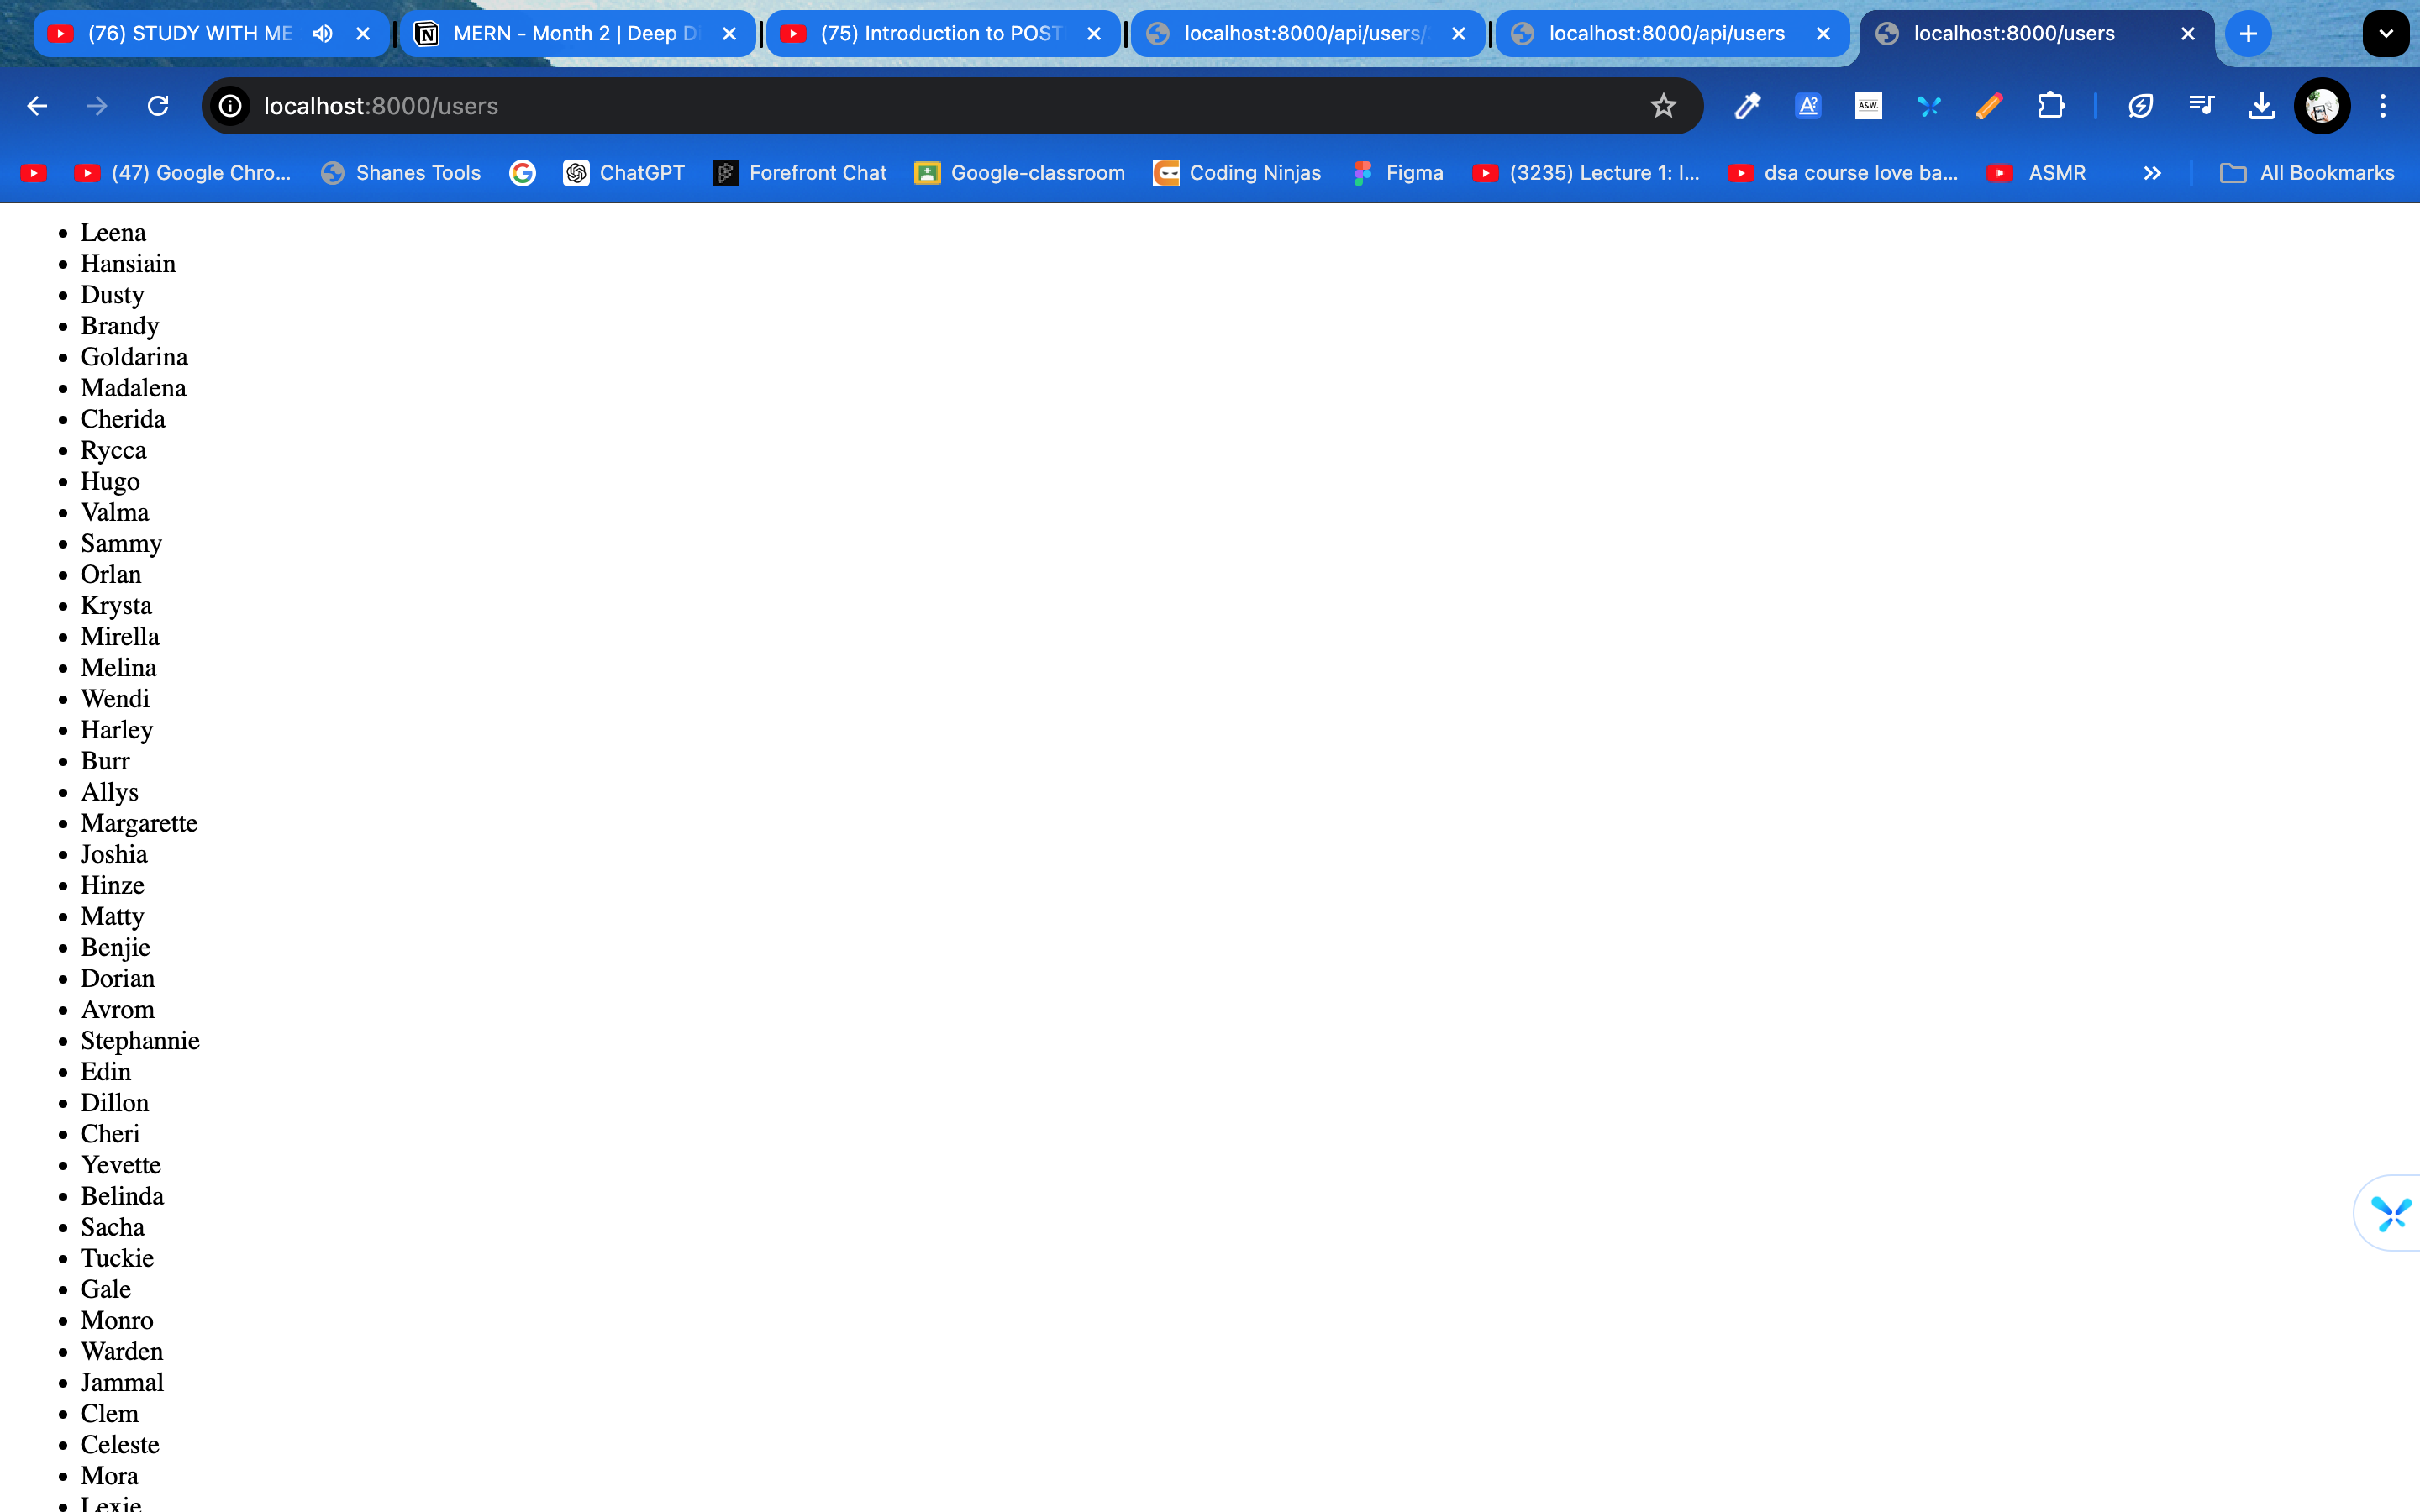 (76) STUDY WITH ME
MERN - Month 2 | Deep D
(75) Introduction to POST
localhost:8000/api/users/
localhost:8000/api/users
localhost:8000/users
localhost:8000/users
A?
A&W.
(47) Google Chro...
Shanes Tools
ChatGPT
Forefront Chat
Google-classroom
Coding Ninjas
Figma
(3235) Lecture 1: I...
dsa course love ba...
ASMR
All Bookmarks
• Leena
• Hansiain
• Dusty
• Brandy
• Goldarina
• Madalena
• Cherida
• Rycca
• Hugo
• Valma
• Sammy
• Orlan
• Krysta
• Mirella
• Melina
• Wendi
• Harley
• Burr
• Allys
• Margarette
• Joshia
• Hinze
• Matty
• Benjie
• Dorian
• Avrom
• Stephannie
• Edin
• Dillon
• Cheri
• Yevette
• Belinda
• Sacha
• Tuckie
• Gale
• Monro
• Warden
• Jammal
• Clem
• Celeste
• Mora
• Lexie